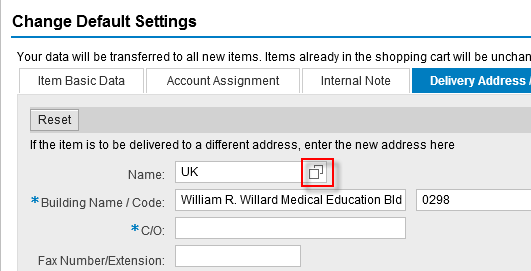 Change Default Settings
Your data will be transferred to all new items. Items already in the shopping cart will be unchan
Item Basic Data Account Assignment Internal Note Delivery Address /
Reset
If the item is to be delivered to a different address, enter the new address here
Name: UK
*Building Name / Code: William R. Willard Medical Education Bld 0298
*C/O:
Fax Number/Extension: